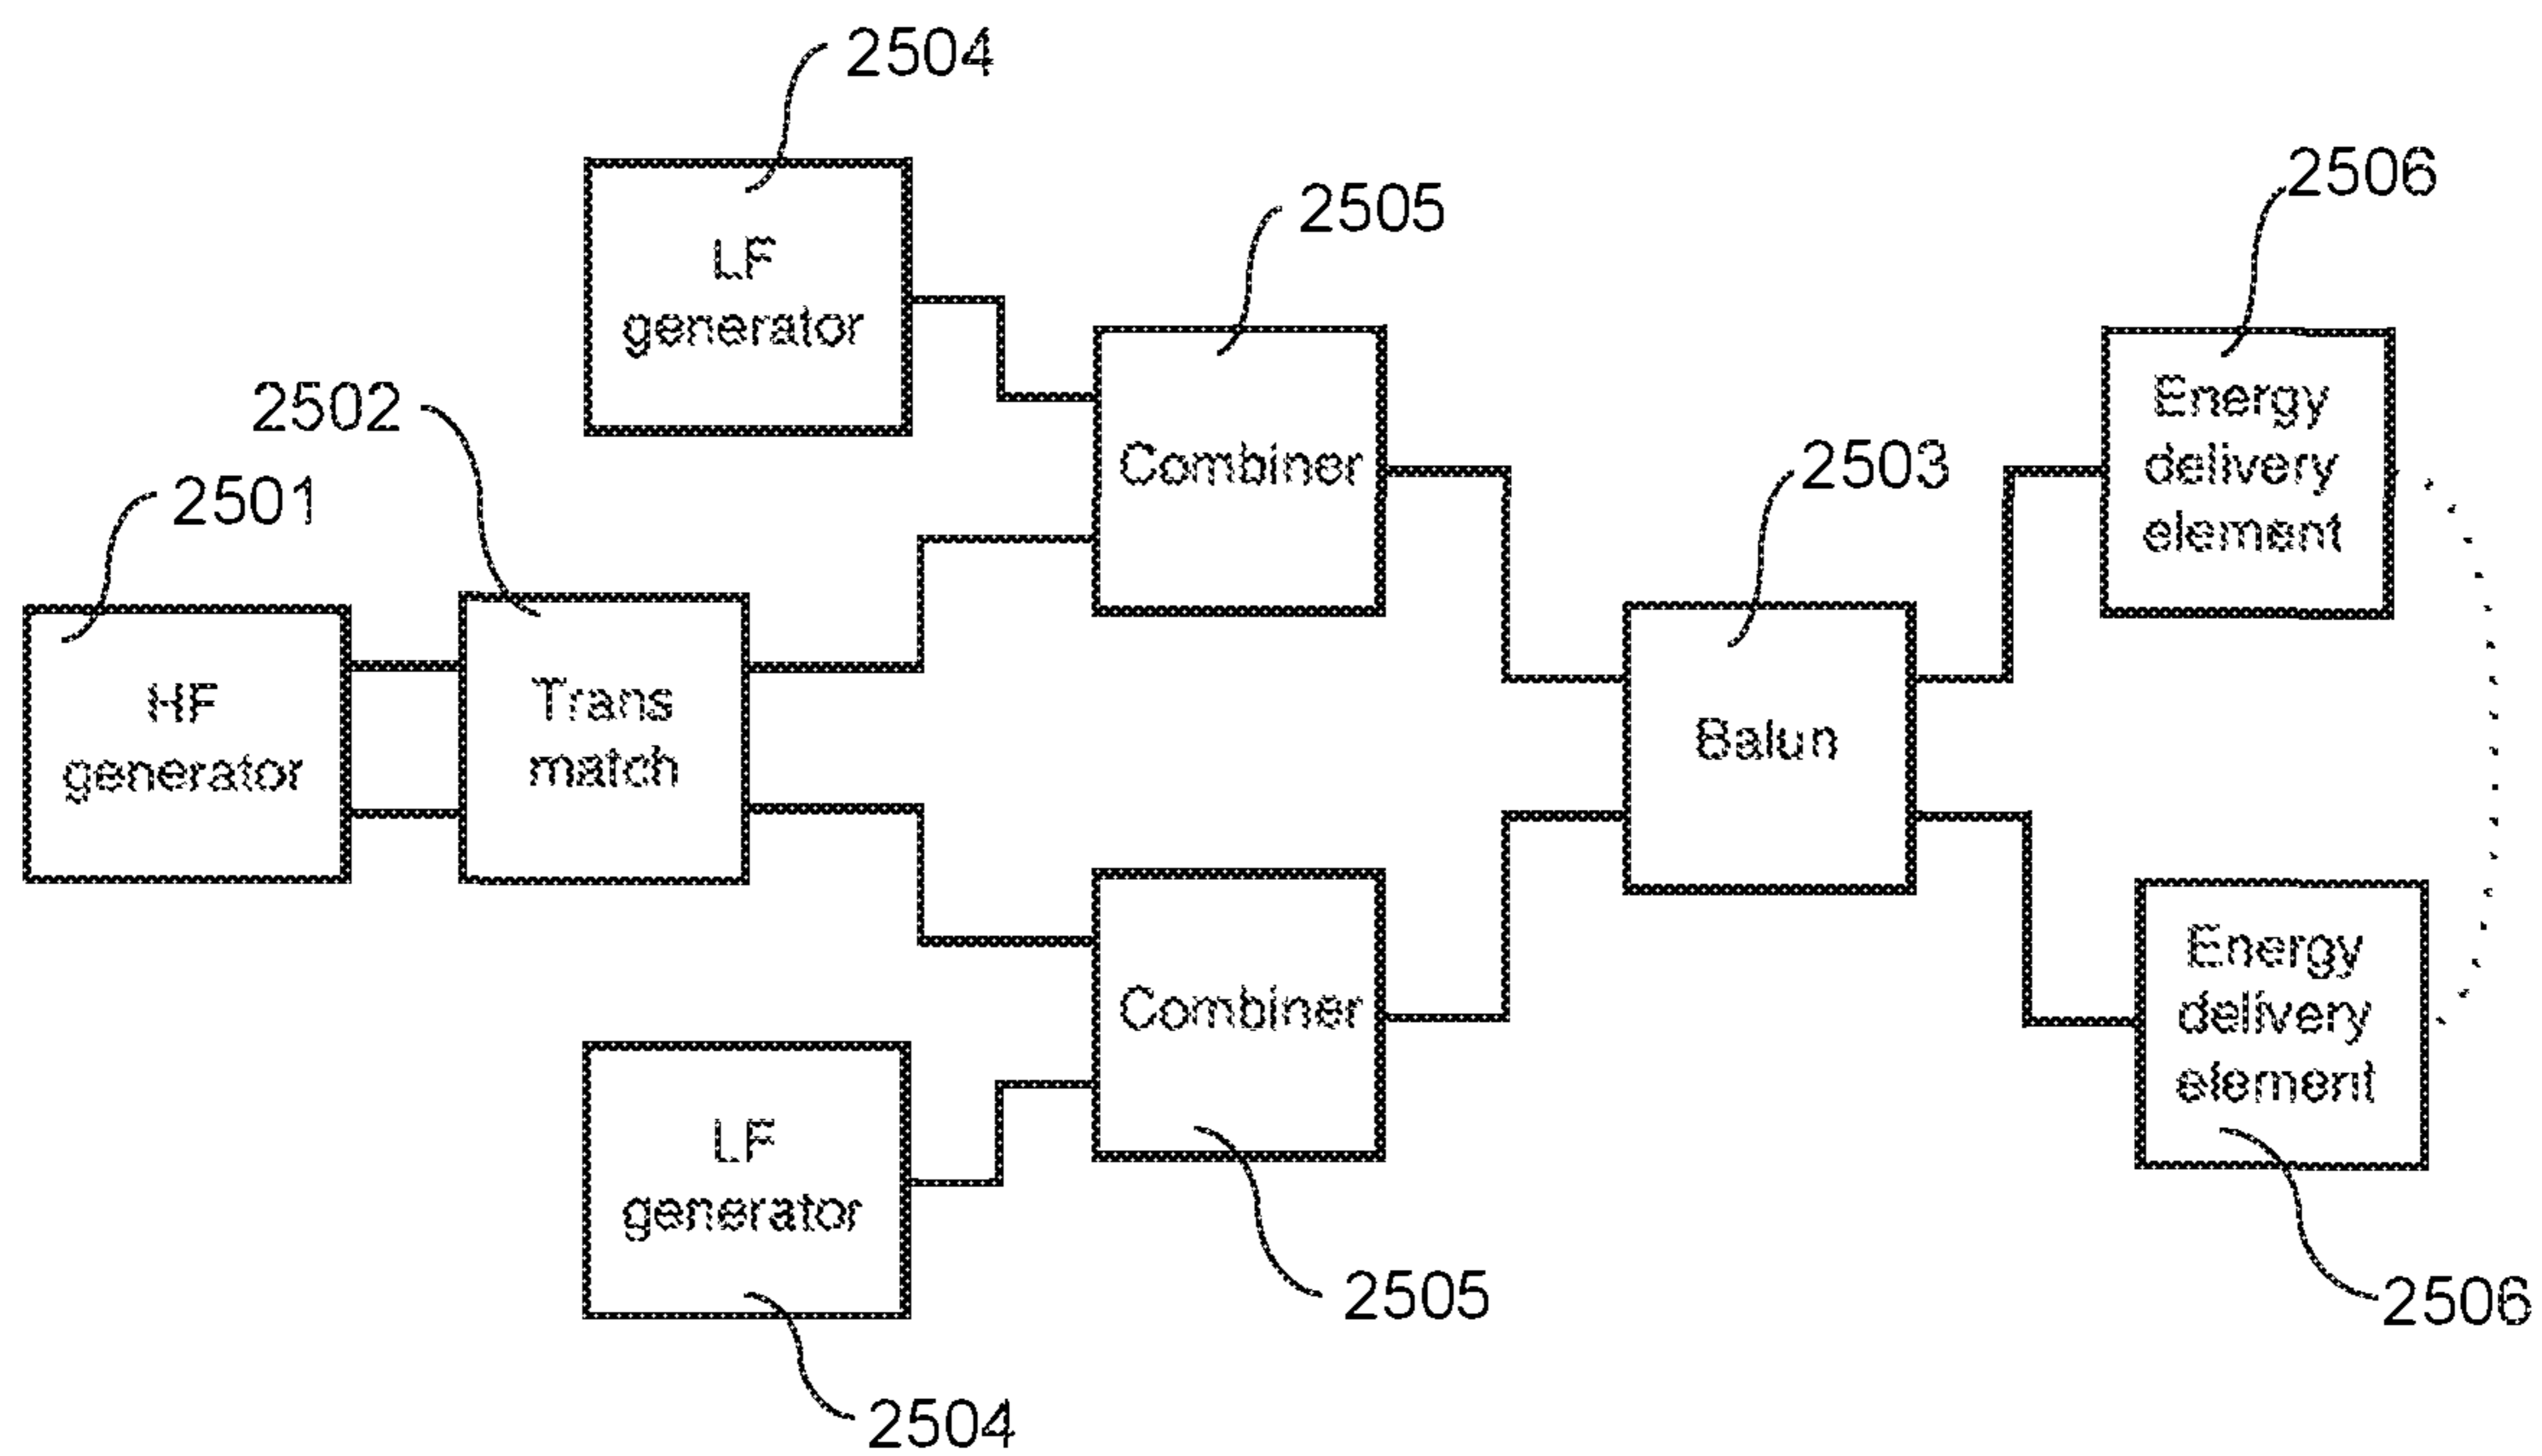 2504
LF
generator
2505
2506
Energy
delivery
element
2502
Combiner
2503
2501
HF
generator
Trans
match
Balun
Combiner
Energy
delivery
element
LF
generator
2505
2506
2504